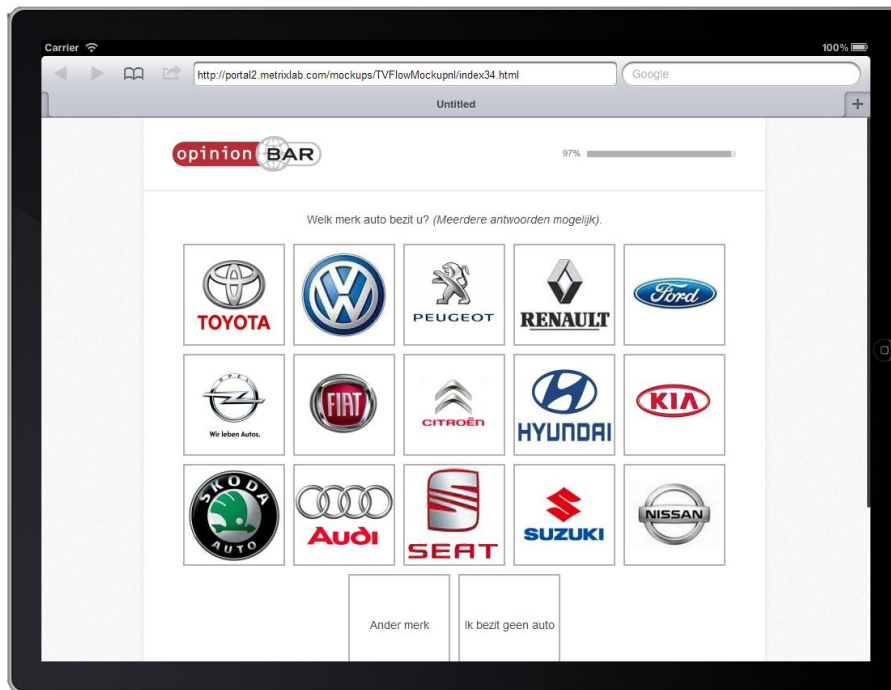 Carrier 100%
http://portal2.metrixlab.com/mockups/TVFlowMockupnl/index34.html Google
Untitled +
opinion BAR 97%
Welk merk auto bezit u? (Meerdere antwoorden mogelijk).
TOYOTA VW PEUGEOT RENAULT Ford
OPEL
Wir leben Autos. FIAT CITROËN HYUNDAI KIA
SKODA AUTO Audi SEAT SUZUKI NISSAN
Ander merk Ik bezit geen auto